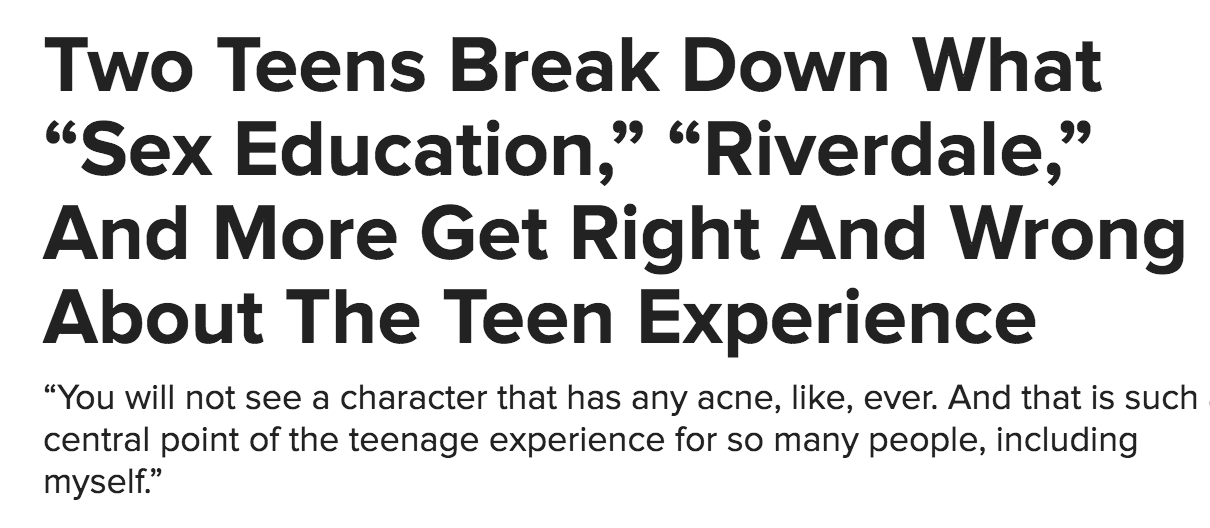 Two Teens Break Down What
“Sex Education,” “Riverdale,”
And More Get Right And Wrong
About The Teen Experience
“You will not see a character that has any acne, like, ever. And that is such
central point of the teenage experience for so many people, including
myself.”